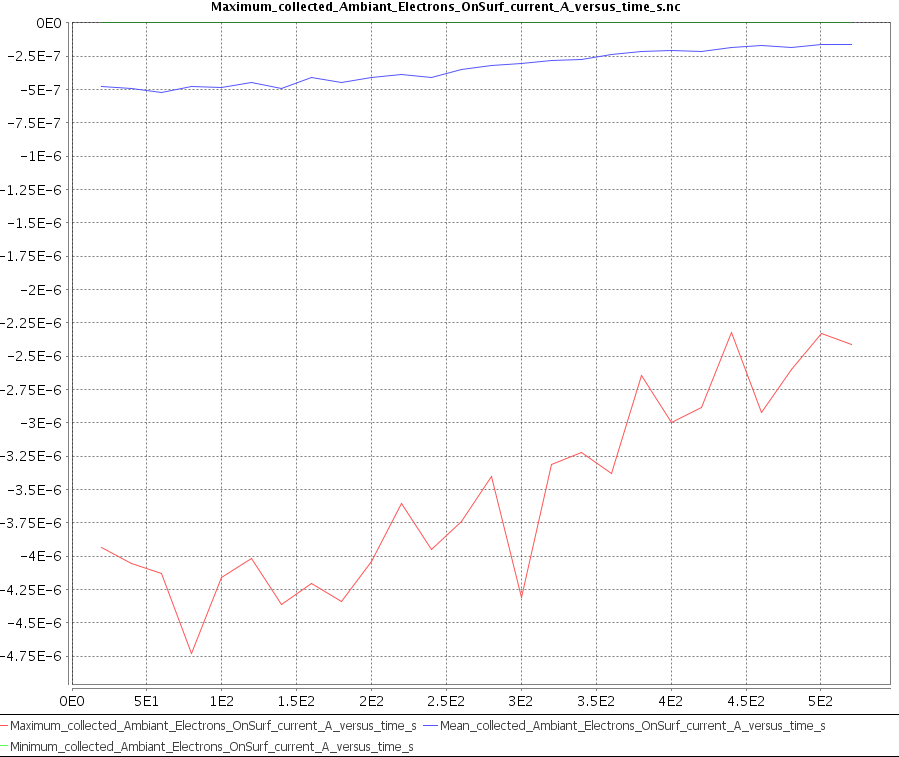 Maximum_collected_Ambiant_Electrons_OnSurf_current_A_versus_time_s.nc
0E0
-2.5E-7
-5E-7
-7.5E-7
-1E-6
-1.25E-6
-1.5E-6
-1.75E-6
-2E-6
-2.25E-6
-2.5E-6
-2.75E-6
-3E-6
-3.25E-6
-3.5E-6
-3.75E-6
-4E-6
-4.25E-6
-4.5E-6
-4.75E-6
0E0 5E1 1E2 1.5E2 2E2 2.5E2 3E2 3.5E2 4E2 4.5E2 5E2
Maximum_collected_Ambiant_Electrons_OnSurf_current_A_versus_time_s Mean_collected_Ambiant_Electrons_OnSurf_current_A_versus_time_s
Minimum_collected_Ambiant_Electrons_OnSurf_current_A_versus_time_s